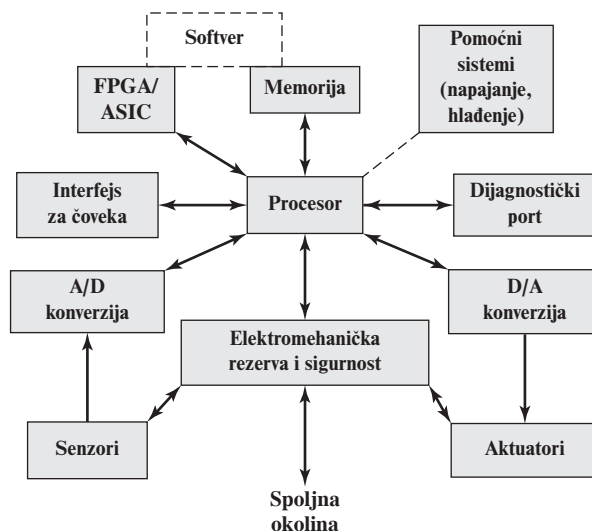 Softver
FPGA/
ASIC
Memorija
Pomoćni
sistemi
(napajanje,
hlađenje)
Interfejs
za čoveka
Procesor
Dijagnostički
port
A/D
konverzija
D/A
konverzija
Elektromehanička
rezerva i sigurnost
Senzori
Aktuatori
Spoljna
okolina